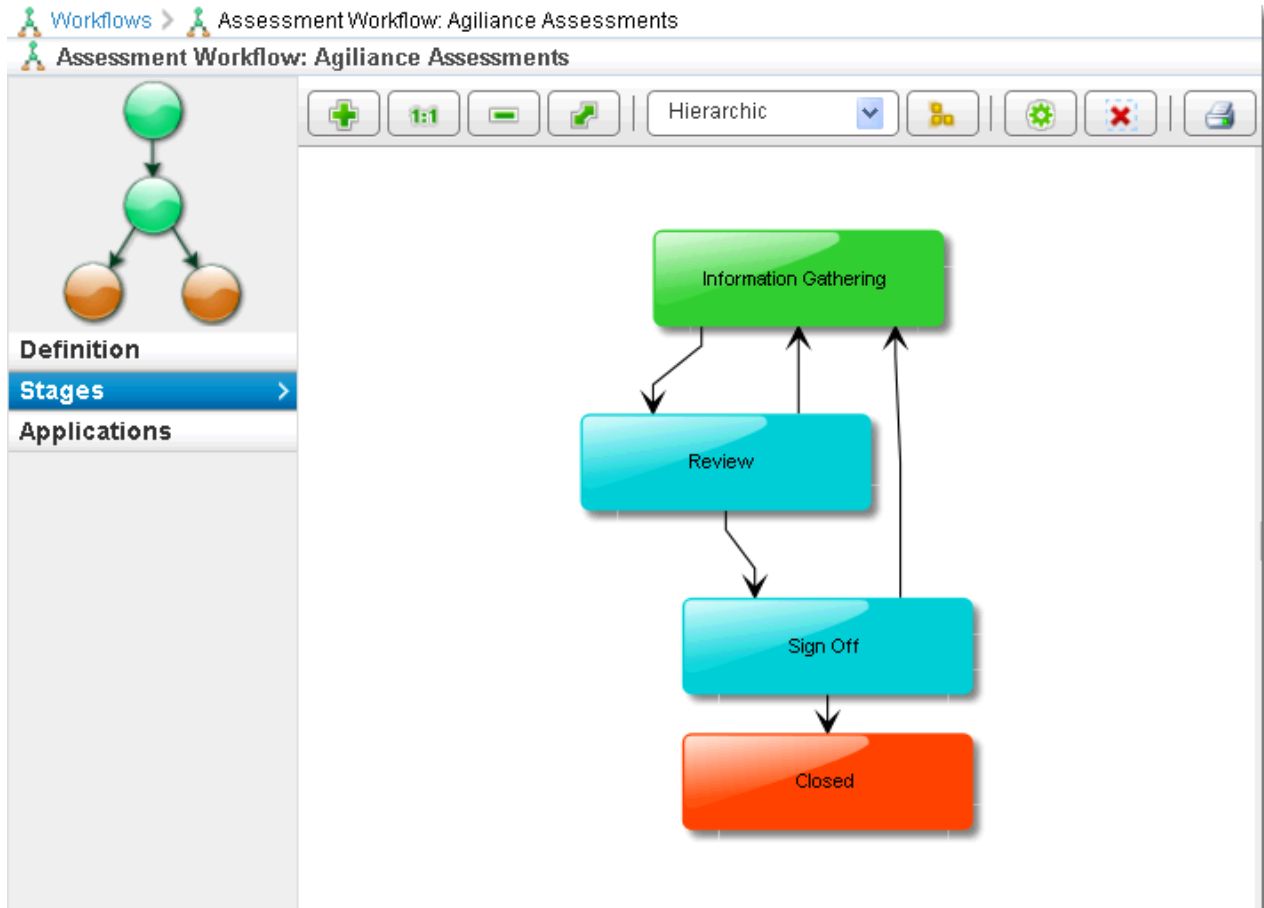 Workflows > Assessment Workflow: Agiliance Assessments
Assessment Workflow: Agiliance Assessments
1:1
Hierarchic
Definition
Stages >
Applications
Information Gathering
Review
Sign Off
Closed